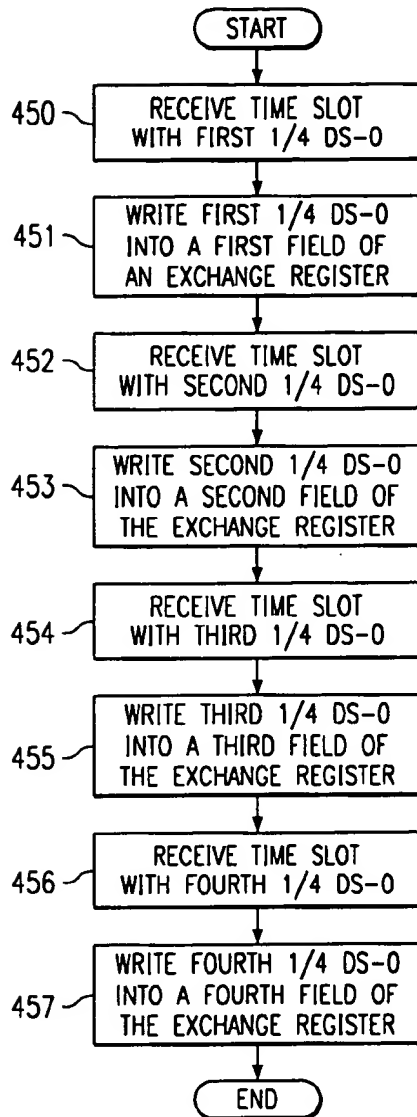 START
450
RECEIVE TIME SLOT
WITH FIRST 1/4 DS-0
451
WRITE FIRST 1/4 DS-0
INTO A FIRST FIELD OF
AN EXCHANGE REGISTER
452
RECEIVE TIME SLOT
WITH SECOND 1/4 DS-0
453
WRITE SECOND 1/4 DS-0
INTO A SECOND FIELD OF
THE EXCHANGE REGISTER
454
RECEIVE TIME SLOT
WITH THIRD 1/4 DS-0
455
WRITE THIRD 1/4 DS-0
INTO A THIRD FIELD OF
THE EXCHANGE REGISTER
456
RECEIVE TIME SLOT
WITH FOURTH 1/4 DS-0
457
WRITE FOURTH 1/4 DS-0
INTO A FOURTH FIELD OF
THE EXCHANGE REGISTER
END